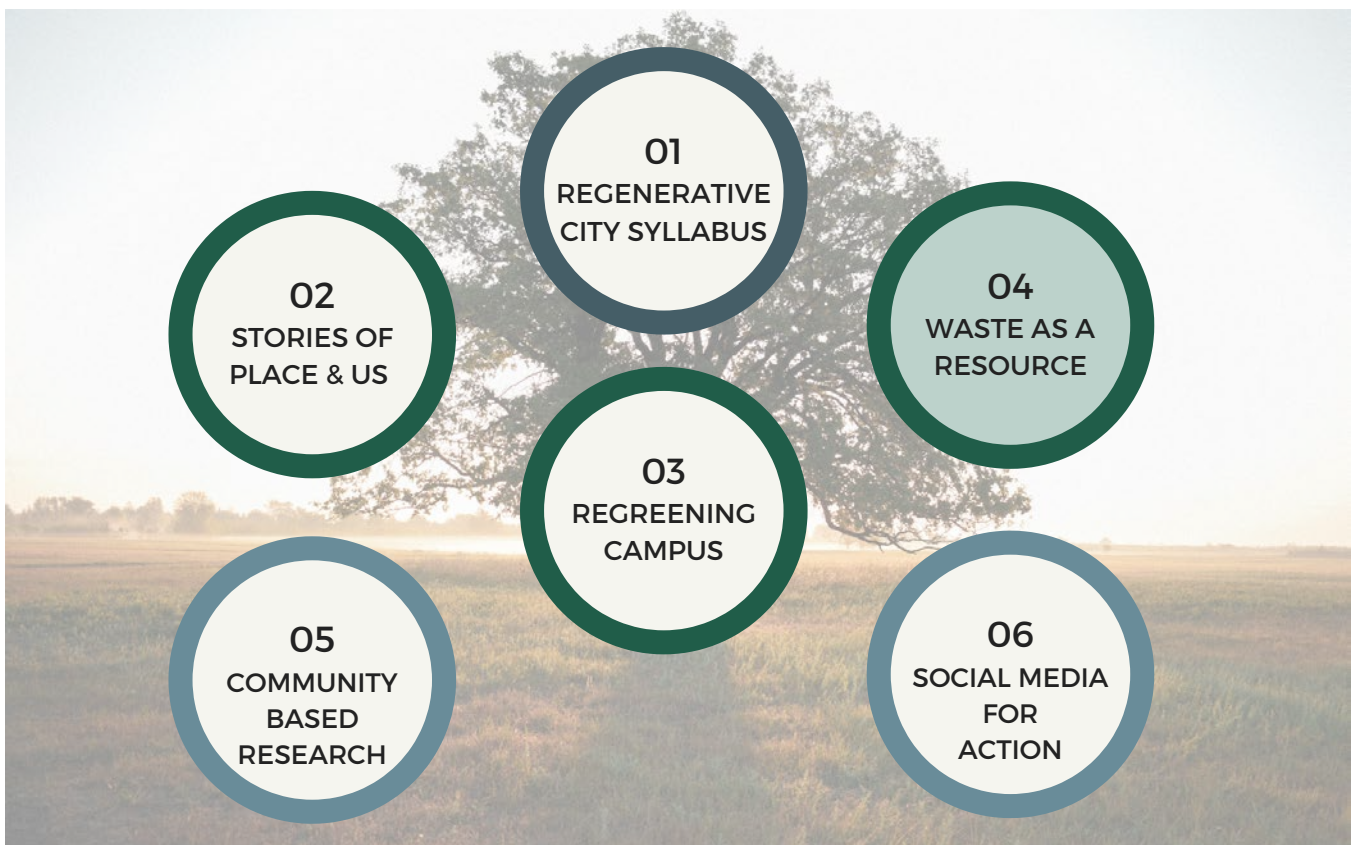 01
REGENERATIVE
CITY SYLLABUS
02
STORIES OF
PLACE & US
03
REGREENING
CAMPUS
04
WASTE AS A
RESOURCE
05
COMMUNITY
BASED
RESEARCH
06
SOCIAL MEDIA
FOR
ACTION